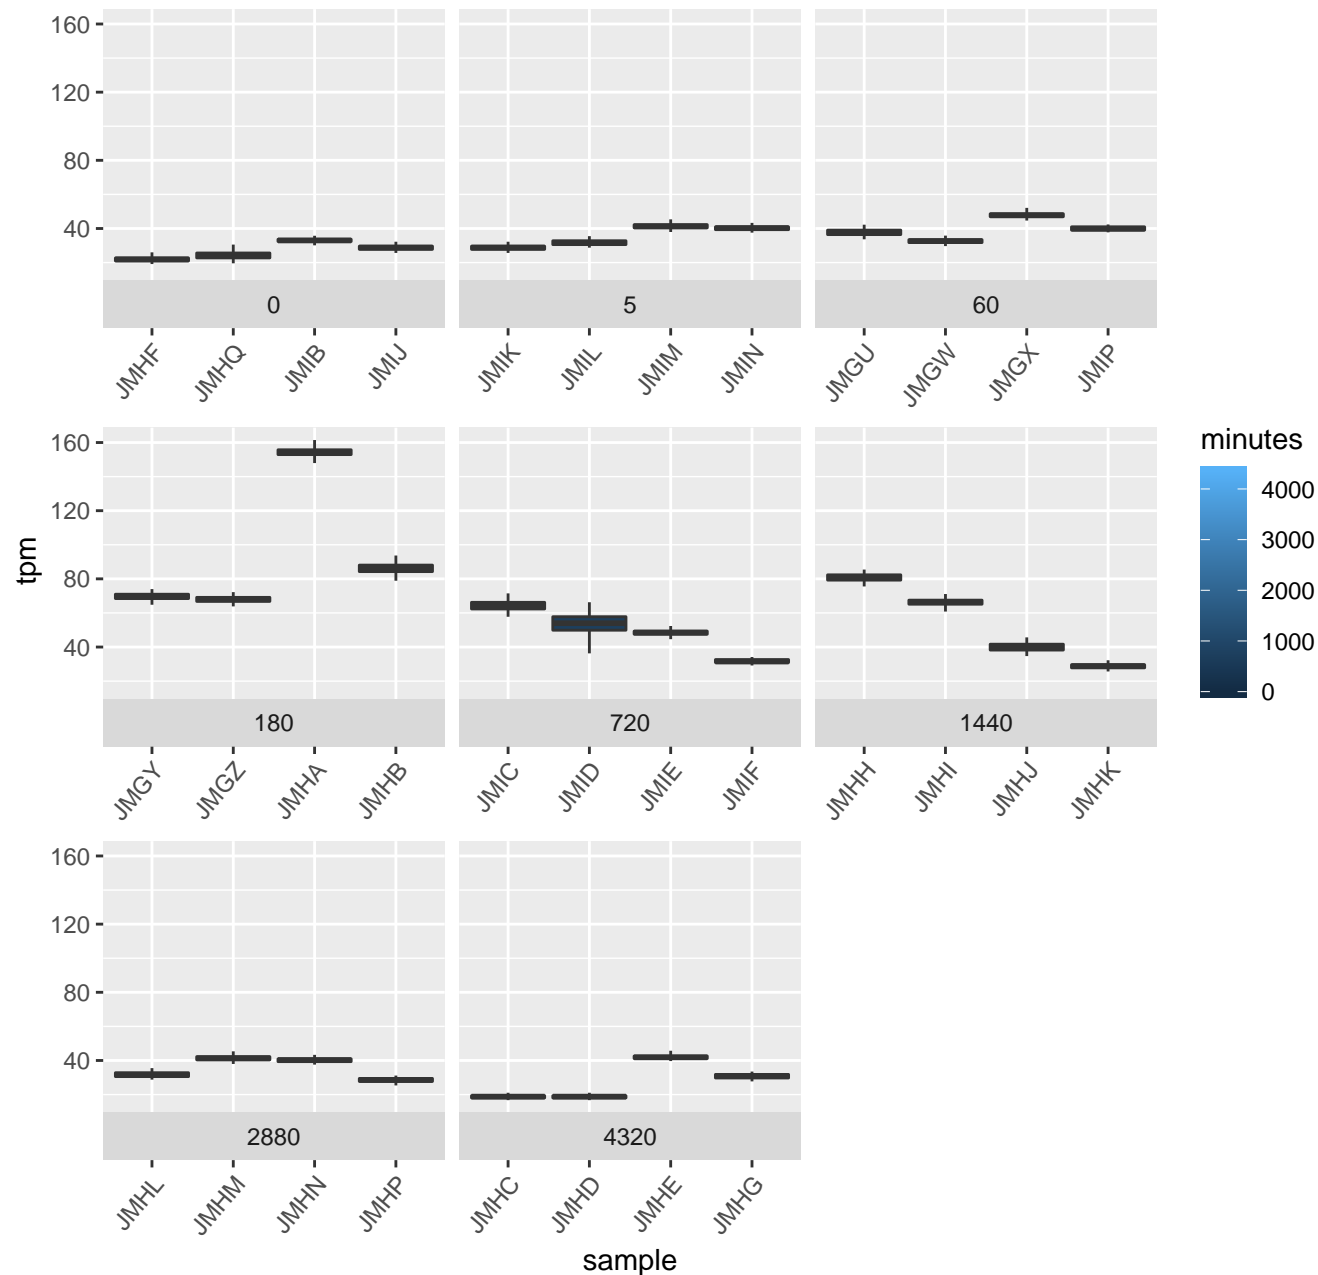 160
120
80
40
0
5
60
JMHF
JMHQ
JMIB
JMIJ
JMIK
JMIL
JMIM
JMIN
JMGU
JMGW
JMGX
JMIP
tpm
160
120
80
40
180
720
1440
JMGY
JMGZ
JMHA
JMHB
JMIC
JMID
JMIE
JMIF
JMHH
JMHI
JMHJ
JMHK
minutes
4000
3000
2000
1000
0
160
120
80
40
2880
4320
JMHL
JMHM
JMHN
JMHP
JMHC
JMHD
JMHE
JMHG
sample